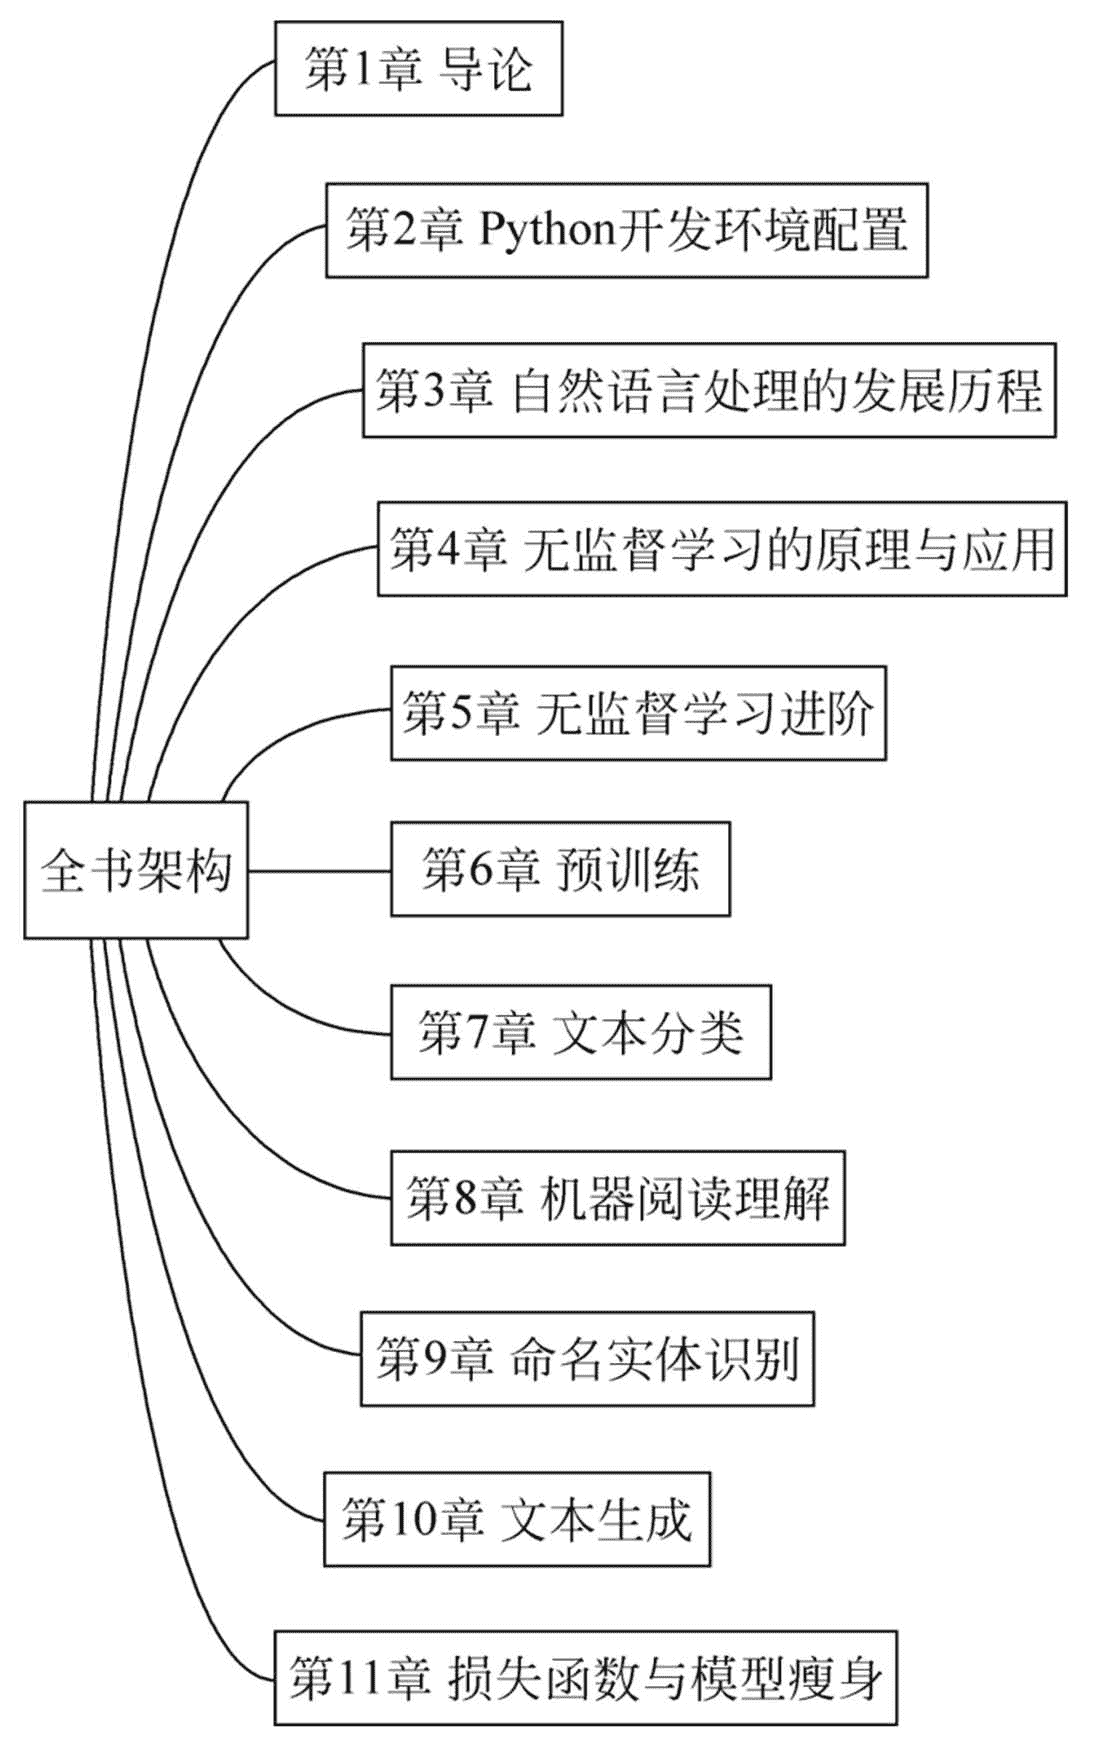 第1章 导论
第2章 Python开发环境配置
第3章 自然语言处理的发展历程
第4章 无监督学习的原理与应用
第5章 无监督学习进阶
全书架构
第6章 预训练
第7章 文本分类
第8章 机器阅读理解
第9章 命名实体识别
第10章 文本生成
第11章 损失函数与模型瘦身